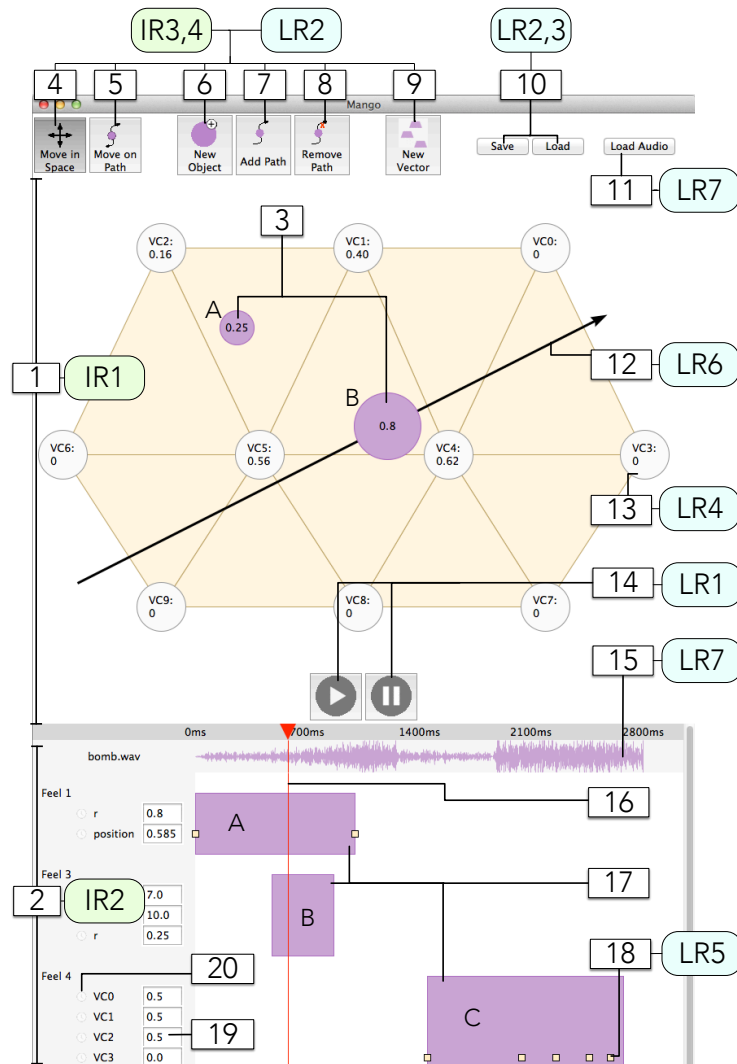 IR3,4 LR2 LR2,3
4 5 6 7 8 9 10
Mango
Move in Space
Move on Path
New Object
Add Path
Remove Path
New Vector
Save Load Load Audio
11 LR7
3
VC2: 0.16
VC1: 0.40
VC0: 0
A
0.25
1 IR1
12 LR6
B
0.8
VC6: 0
VC5: 0.56
VC4: 0.62
VC3: 0
13 LR4
14 LR1
VC9: 0
VC8: 0
VC7: 0
15 LR7
0ms 700ms 1400ms 2100ms 2800ms
bomb.wav
Feel 1
16
r 0.8
A
position 0.585
Feel 3
17
2 IR2
7.0
10.0
B
r 0.25
18 LR5
20
Feel 4
VC0 0.5
C
VC1 0.5
VC2 0.5
19
VC3 0.0